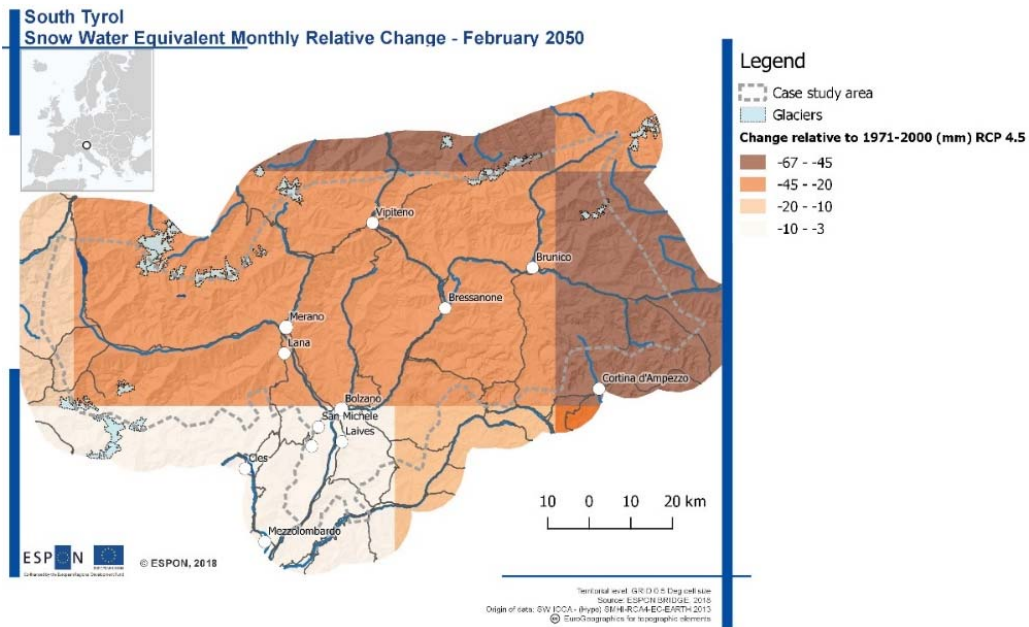 South Tyrol
Snow Water Equivalent Monthly Relative Change - February 2050
Legend
Case study area
Glaciers
Change relative to 1971-2000 (mm) RCP 4.5
-67 - -45
-45 - -20
-20 - -10
-10 - -3
Vipiteno
Brunico
Bressanone
Merano
Lana
Cortina d'Ampezzo
Bolzano
San Michele
Laives
Cles
Mezzolombardo
10 0 10 20 km
ESPON
© ESPON, 2018
Territorial level: GRID 0.5 Deg cell size
Source: ESPON BRIDGE, 2018
Origin of data: SMHI-RCA4-EC-EARTH 2013
EuroGeographics for topographic elements